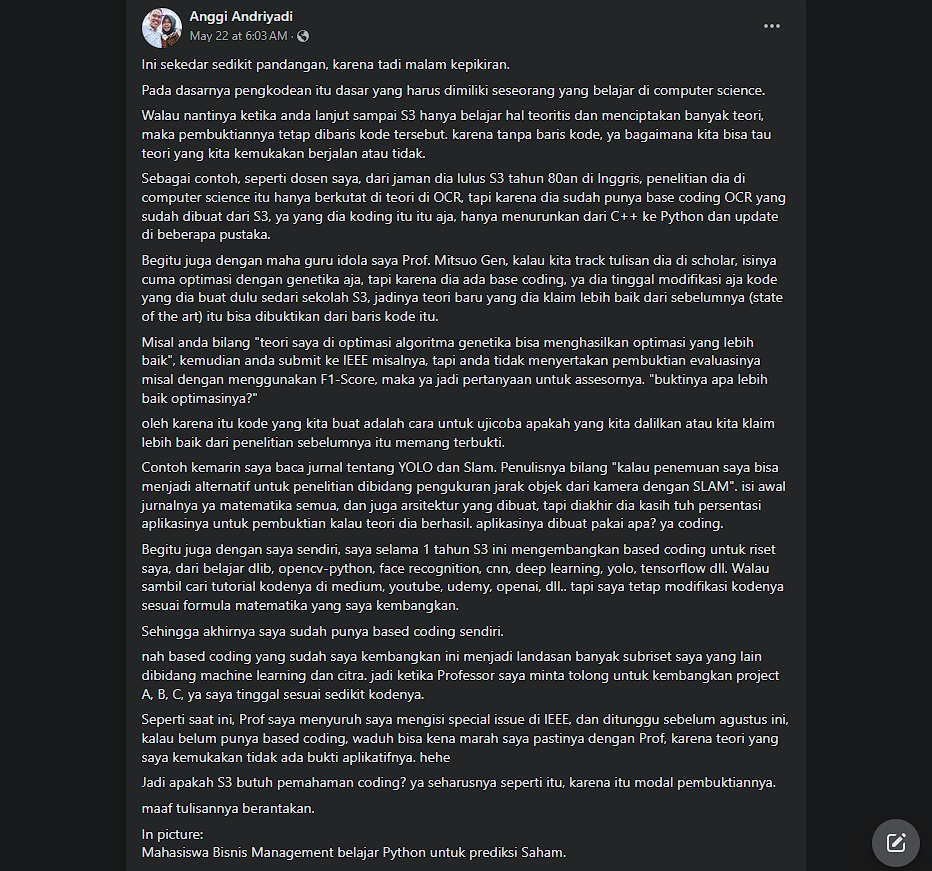 Anggi Andriyadi
May 22 at 6:03 AM ·
Ini sekedar sedikit pandangan, karena tadi malam kepikiran.
Pada dasarnya pengkodean itu dasar yang harus dimiliki seseorang yang belajar di computer science.
Walau nantinya ketika anda lanjut sampai S3 hanya belajar hal teoritis dan menciptakan banyak teori,
maka pembuktiannya tetap dibaris kode tersebut. karena tanpa baris kode, ya bagaimana kita bisa tau
teori yang kita kemukakan berjalan atau tidak.
Sebagai contoh, seperti dosen saya, dari jaman dia lulus S3 tahun 80an di Inggris, penelitian dia di
computer science itu hanya berkutat di teori di OCR, tapi karena dia sudah punya base coding OCR yang
sudah dibuat dari S3, ya yang dia koding itu itu aja, hanya menurunkan dari C++ ke Python dan update
di beberapa pustaka.
Begitu juga dengan maha guru idola saya Prof. Mitsuo Gen, kalau kita track tulisan dia di scholar, isinya
cuma optimasi dengan genetika aja, tapi karena dia ada base coding, ya dia tinggal modifikasi aja kode
yang dia buat dulu sedari sekolah S3, jadinya teori baru yang dia klaim lebih baik dari sebelumnya (state
of the art) itu bisa dibuktikan dari baris kode itu.
Misal anda bilang "teori saya di optimasi algoritma genetika bisa menghasilkan optimasi yang lebih
baik", kemudian anda submit ke IEEE misalnya, tapi anda tidak menyertakan pembuktian evaluasinya
misal dengan menggunakan F1-Score, maka ya jadi pertanyaan untuk assesornya. "buktinya apa lebih
baik optimasinya?"
oleh karena itu kode yang kita buat adalah cara untuk ujicoba apakah yang kita dalilkan atau kita klaim
lebih baik dari penelitian sebelumnya itu memang terbukti.
Contoh kemarin saya baca jurnal tentang YOLO dan Slam. Penulisnya bilang "kalau penemuan saya bisa
menjadi alternatif untuk penelitian dibidang pengukuran jarak objek dari kamera dengan SLAM". isi awal
jurnalnya ya matematika semua, dan juga arsitektur yang dibuat, tapi diakhir dia kasih tuh persentasi
aplikasinya untuk pembuktian kalau teori dia berhasil. aplikasinya dibuat pakai apa? ya coding.
Begitu juga dengan saya sendiri, saya selama 1 tahun S3 ini mengembangkan based coding untuk riset
saya, dari belajar dlib, opencv-python, face recognition, cnn, deep learning, yolo, tensorflow dll. Walau
sambil cari tutorial kodenya di medium, youtube, udemy, openai, dll.. tapi saya tetap modifikasi kodenya
sesuai formula matematika yang saya kembangkan.
Sehingga akhirnya saya sudah punya based coding sendiri.
nah based coding yang sudah saya kembangkan ini menjadi landasan banyak subriset saya yang lain
dibidang machine learning dan citra. jadi ketika Professor saya minta tolong untuk kembangkan project
A, B, C, ya saya tinggal sesuai sedikit kodenya.
Seperti saat ini, Prof saya menyuruh saya mengisi special issue di IEEE, dan ditunggu sebelum agustus ini,
kalau belum punya based coding, waduh bisa kena marah saya pastinya dengan Prof, karena teori yang
saya kemukakan tidak ada bukti aplikatifnya. hehe
Jadi apakah S3 butuh pemahaman coding? ya seharusnya seperti itu, karena itu modal pembuktiannya.
maaf tulisannya berantakan.
In picture:
Mahasiswa Bisnis Management belajar Python untuk prediksi Saham.